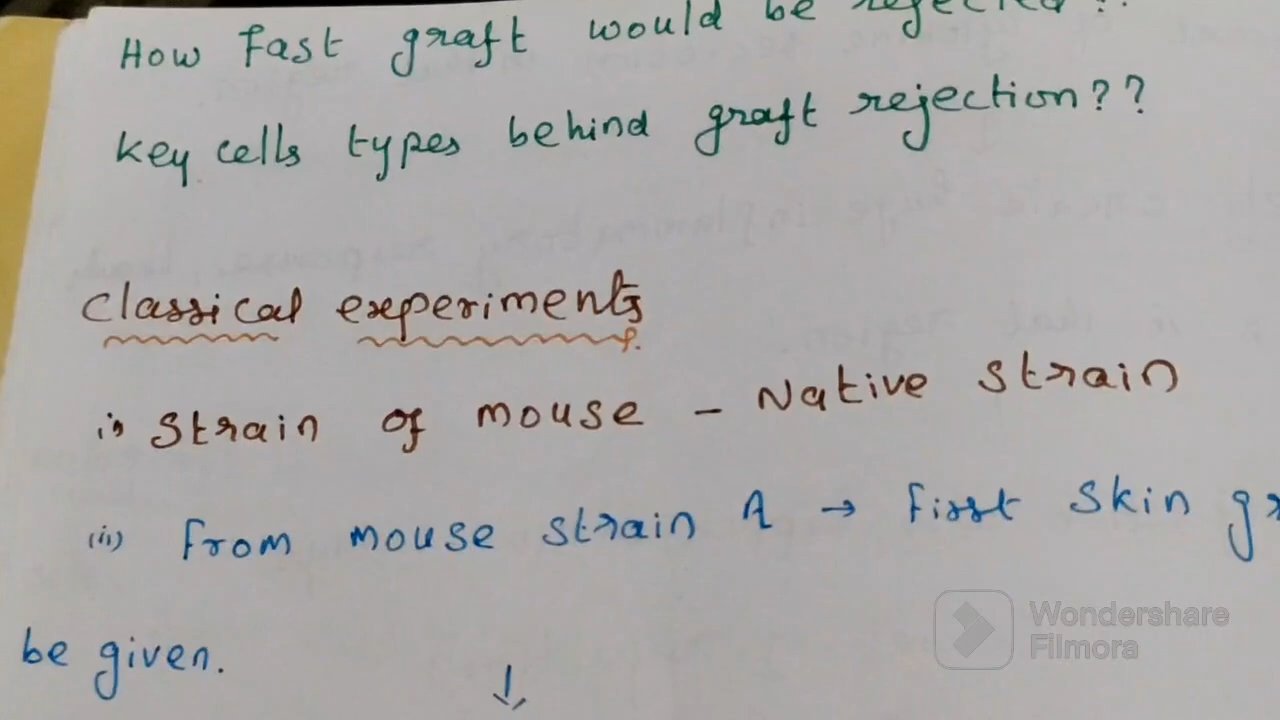 How fast graft would be rejected??
key cells types behind graft rejection??
Classical experiments
(i) Strain of mouse - Native strain
(ii) From mouse strain A → First skin
be given.
↓
Wondershare
Filmora